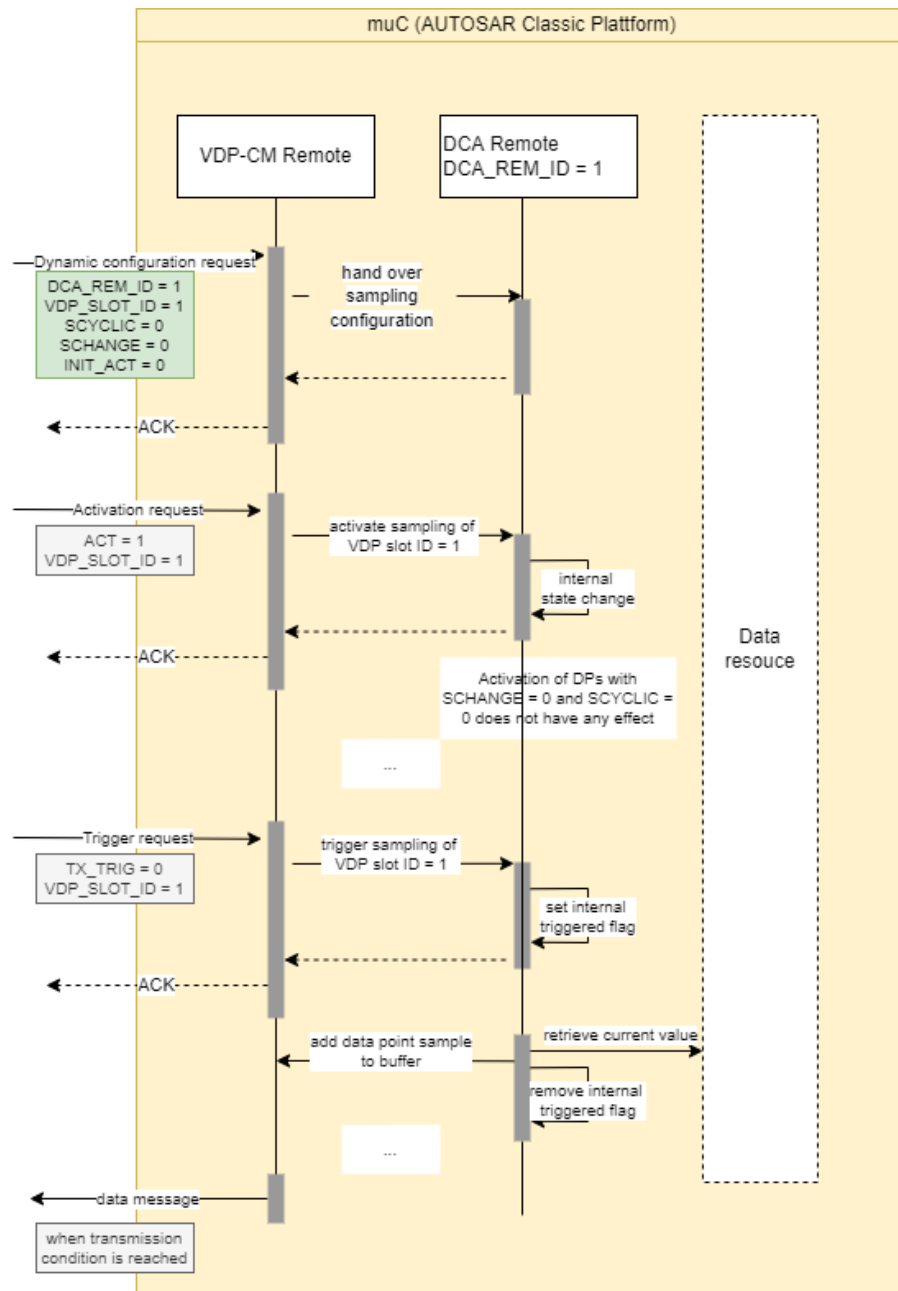 muC (AUTOSAR Classic Plattform)
VDP-CM Remote
DCA Remote
DCA_REM_ID = 1
Dynamic configuration request
DCA_REM_ID = 1
VDP_SLOT_ID = 1
SCYCLIC = 0
SCHANGE = 0
INIT_ACT = 0
hand over
sampling
configuration
ACK
Activation request
ACT = 1
VDP_SLOT_ID = 1
activate sampling of
VDP slot ID = 1
internal
state change
ACK
Activation of DPs with
SCHANGE = 0 and SCYCLIC =
0 does not have any effect
Data
resouce
...
Trigger request
TX_TRIG = 0
VDP_SLOT_ID = 1
trigger sampling of
VDP slot ID = 1
set internal
triggered flag
ACK
add data point sample
to buffer
retrieve current value
remove internal
triggered flag
...
data message
when transmission
condition is reached